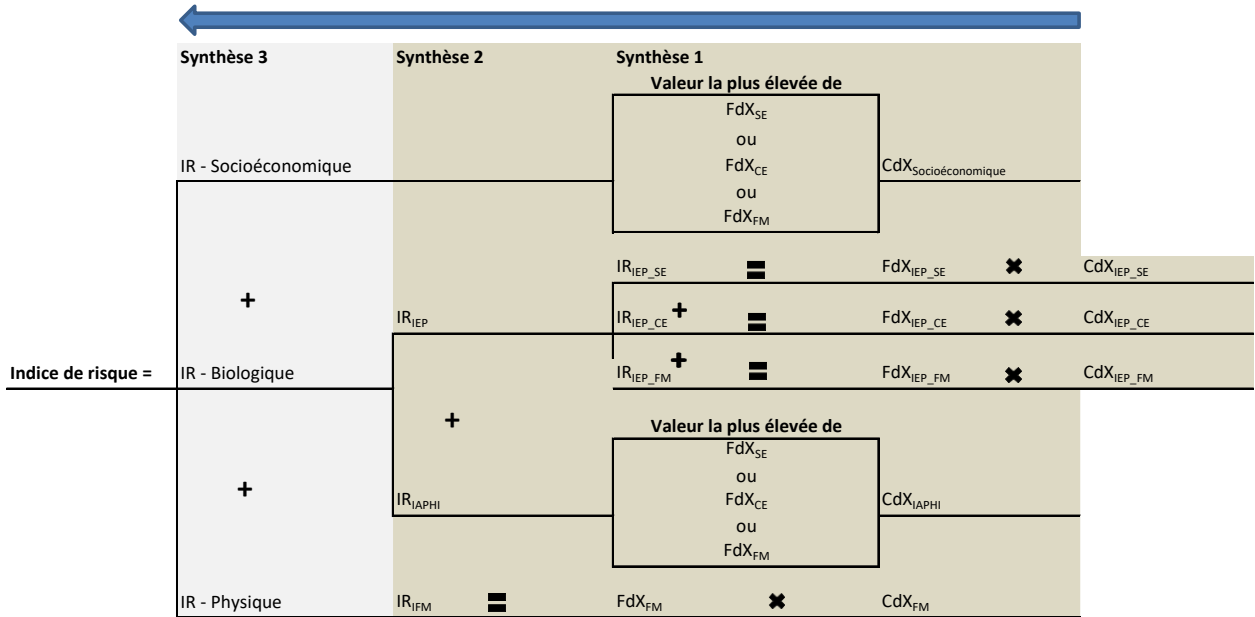 Synthèse 3 Synthèse 2 Synthèse 1
Valeur la plus élevée de
FdX_SE
ou
IR - Socioéconomique FdX_CE CdX_Socioéconomique
ou
FdX_FM
IR_IEP_SE = FdX_IEP_SE ✖ CdX_IEP_SE
+
IR_IEP IR_IEP_CE + = FdX_IEP_CE ✖ CdX_IEP_CE
Indice de risque = IR - Biologique IR_IEP_FM + = FdX_IEP_FM ✖ CdX_IEP_FM
+
Valeur la plus élevée de
FdX_SE
ou
+
IR_IAPHI FdX_CE CdX_IAPHI
ou
FdX_FM
IR - Physique IR_IFM = FdX_FM ✖ CdX_FM